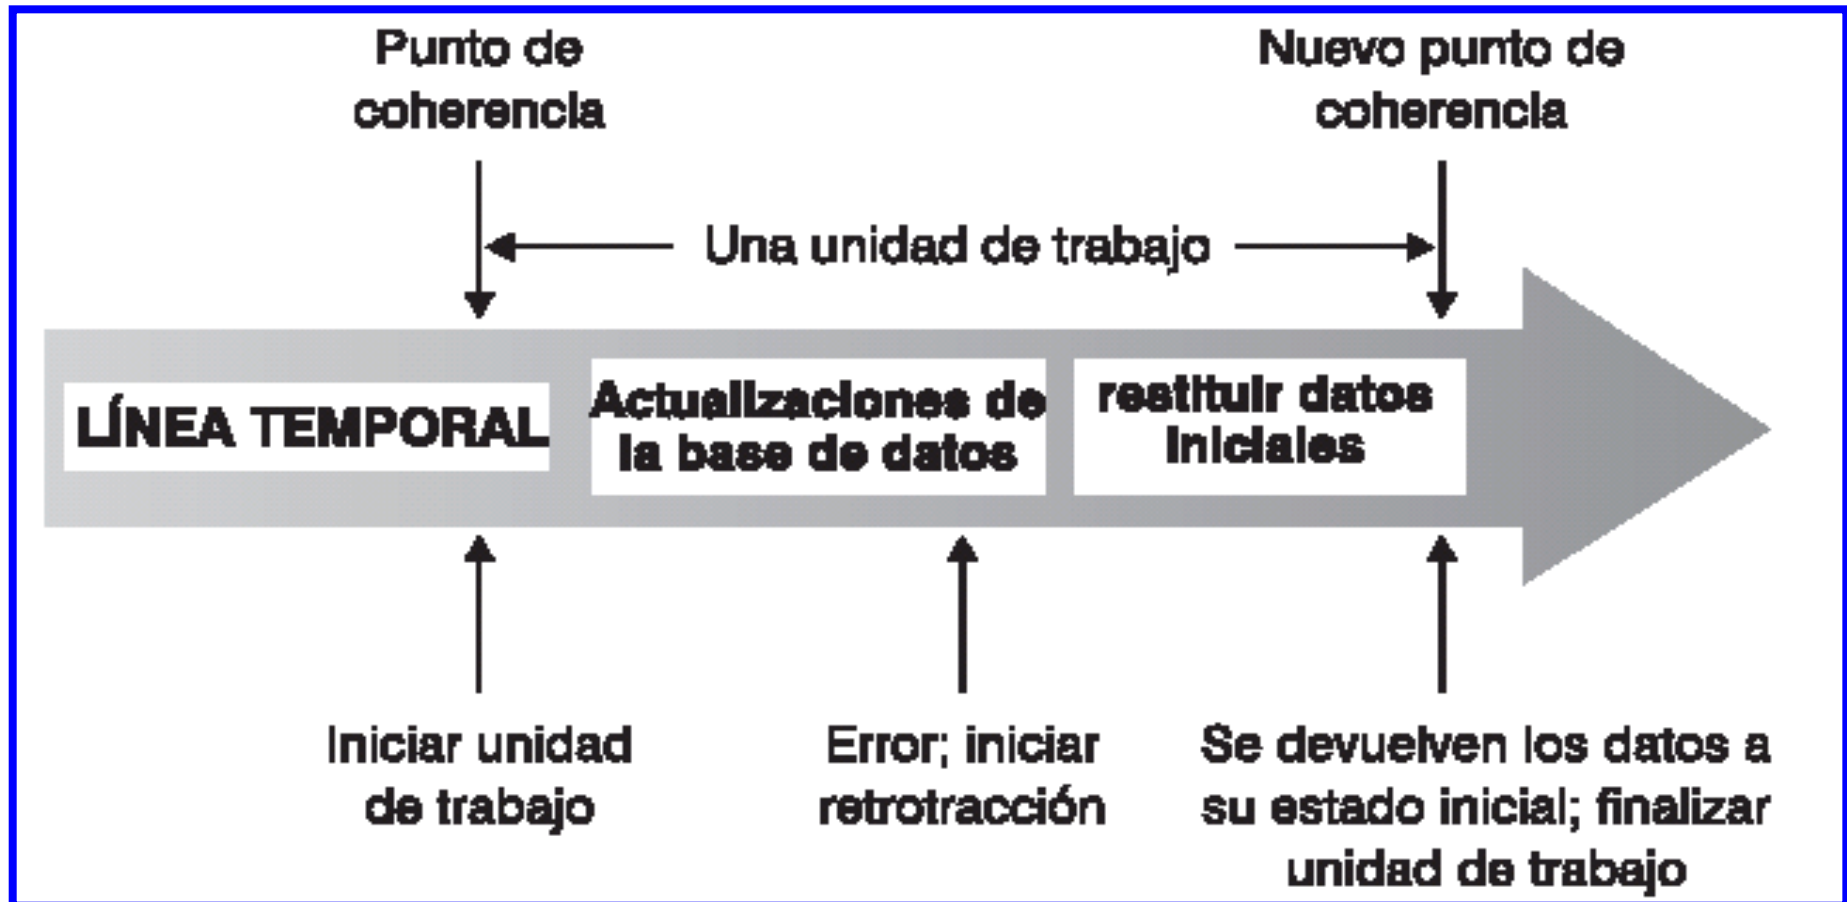 Punto de
coherencia
Nuevo punto de
coherencia
Una unidad de trabajo
LÍNEA TEMPORAL
Actualizaciones de
la base de datos
restituir datos
iniciales
Iniciar unidad
de trabajo
Error; iniciar
retrotracción
Se devuelven los datos a
su estado inicial; finalizar
unidad de trabajo